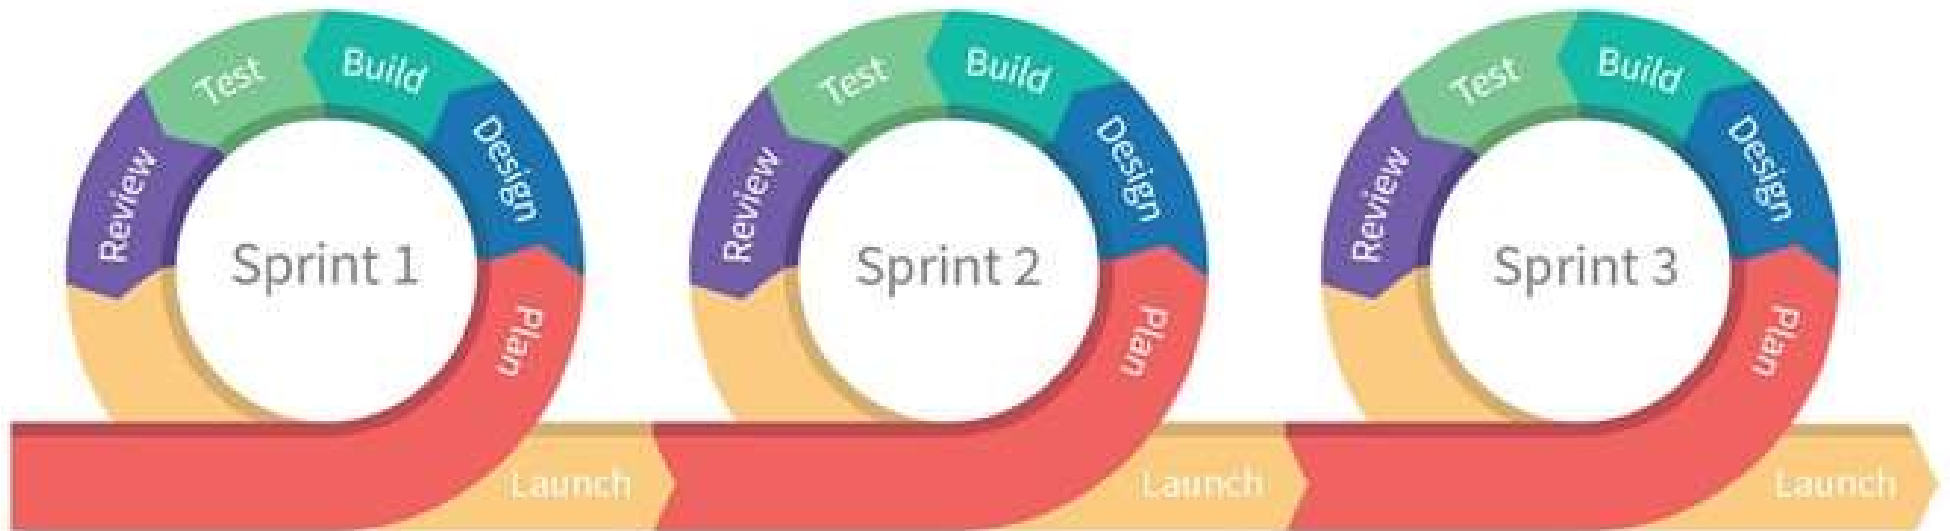 Test
Build
Design
Review
Sprint 1
Plan
Launch
Test
Build
Design
Review
Sprint 2
Plan
Launch
Test
Build
Design
Review
Sprint 3
Plan
Launch